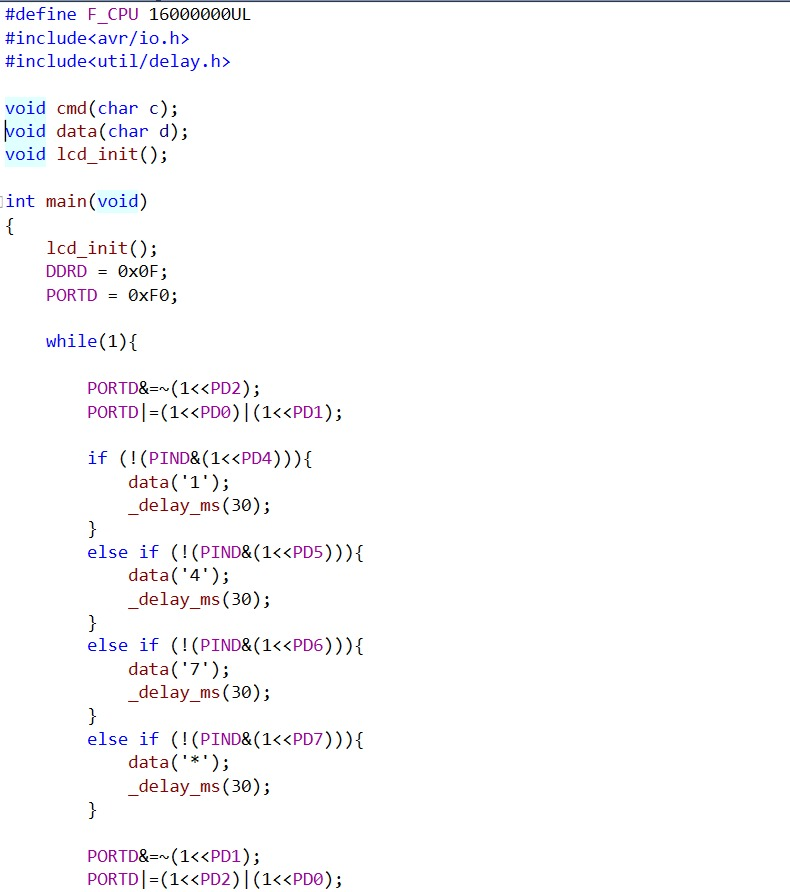 #define F_CPU 16000000UL
#include<avr/io.h>
#include<util/delay.h>

void cmd(char c);
void data(char d);
void lcd_init();

int main(void)
{
    lcd_init();
    DDRD = 0x0F;
    PORTD = 0xF0;

    while(1){

        PORTD&=~(1<<PD2);
        PORTD|=(1<<PD0)|(1<<PD1);

        if (!(PIND&(1<<PD4))){
            data('1');
            _delay_ms(30);
        }
        else if (!(PIND&(1<<PD5))){
            data('4');
            _delay_ms(30);
        }
        else if (!(PIND&(1<<PD6))){
            data('7');
            _delay_ms(30);
        }
        else if (!(PIND&(1<<PD7))){
            data('*');
            _delay_ms(30);
        }

        PORTD&=~(1<<PD1);
        PORTD|=(1<<PD2)|(1<<PD0);